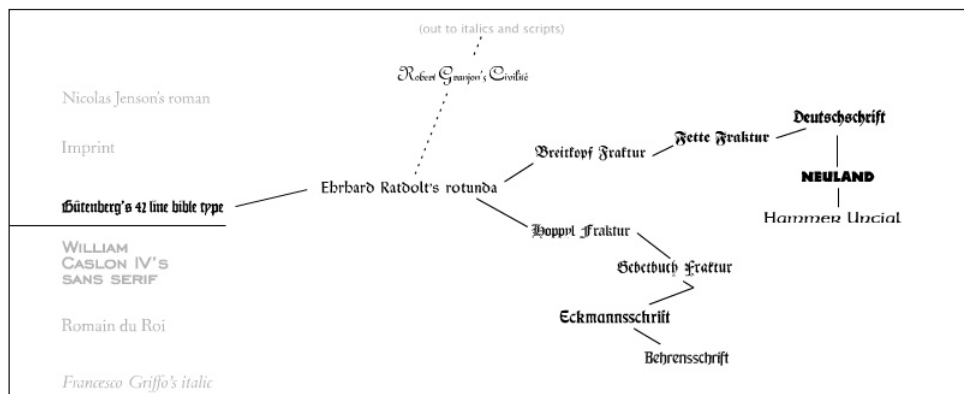 (out to italics and scripts)
Robert Granjon's Civilité
Nicolas Jenson's roman
Deutschschrift
Imprint
Fette Fraktur
Breitkopf Fraktur
NEULAND
Ehrhard Ratdolt's rotunda
Gütenberg's 42 line bible type
Hammer Uncial
Hoppyl Fraktur
WILLIAM
CASLON IV'S
SANS SERIF
Gebetbuch Fraktur
Eckmannsschrift
Romain du Roi
Behrensschrift
Francesco Griffo's italic